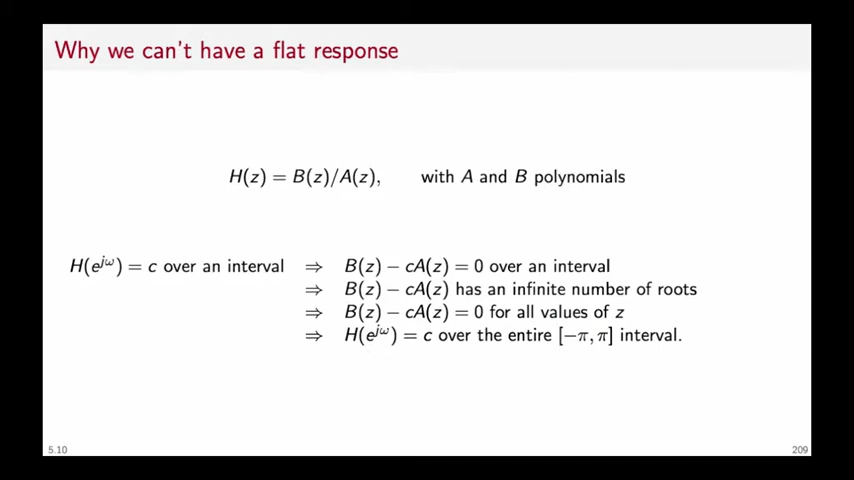 Why we can't have a flat response
H(z) = B(z)/A(z), with A and B polynomials
H(e^{jω}) = c over an interval ⇒ B(z) − cA(z) = 0 over an interval
⇒ B(z) − cA(z) has an infinite number of roots
⇒ B(z) − cA(z) = 0 for all values of z
⇒ H(e^{jω}) = c over the entire [−π, π] interval.
5.10 209